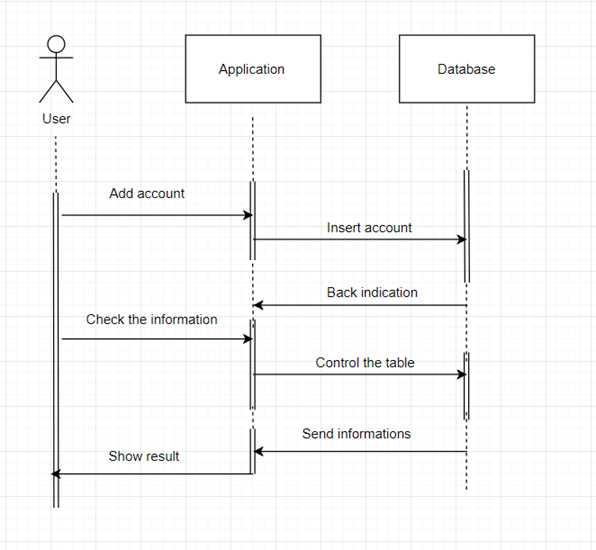 Application
Database
User
Add account
Insert account
Back indication
Check the information
Control the table
Send informations
Show result